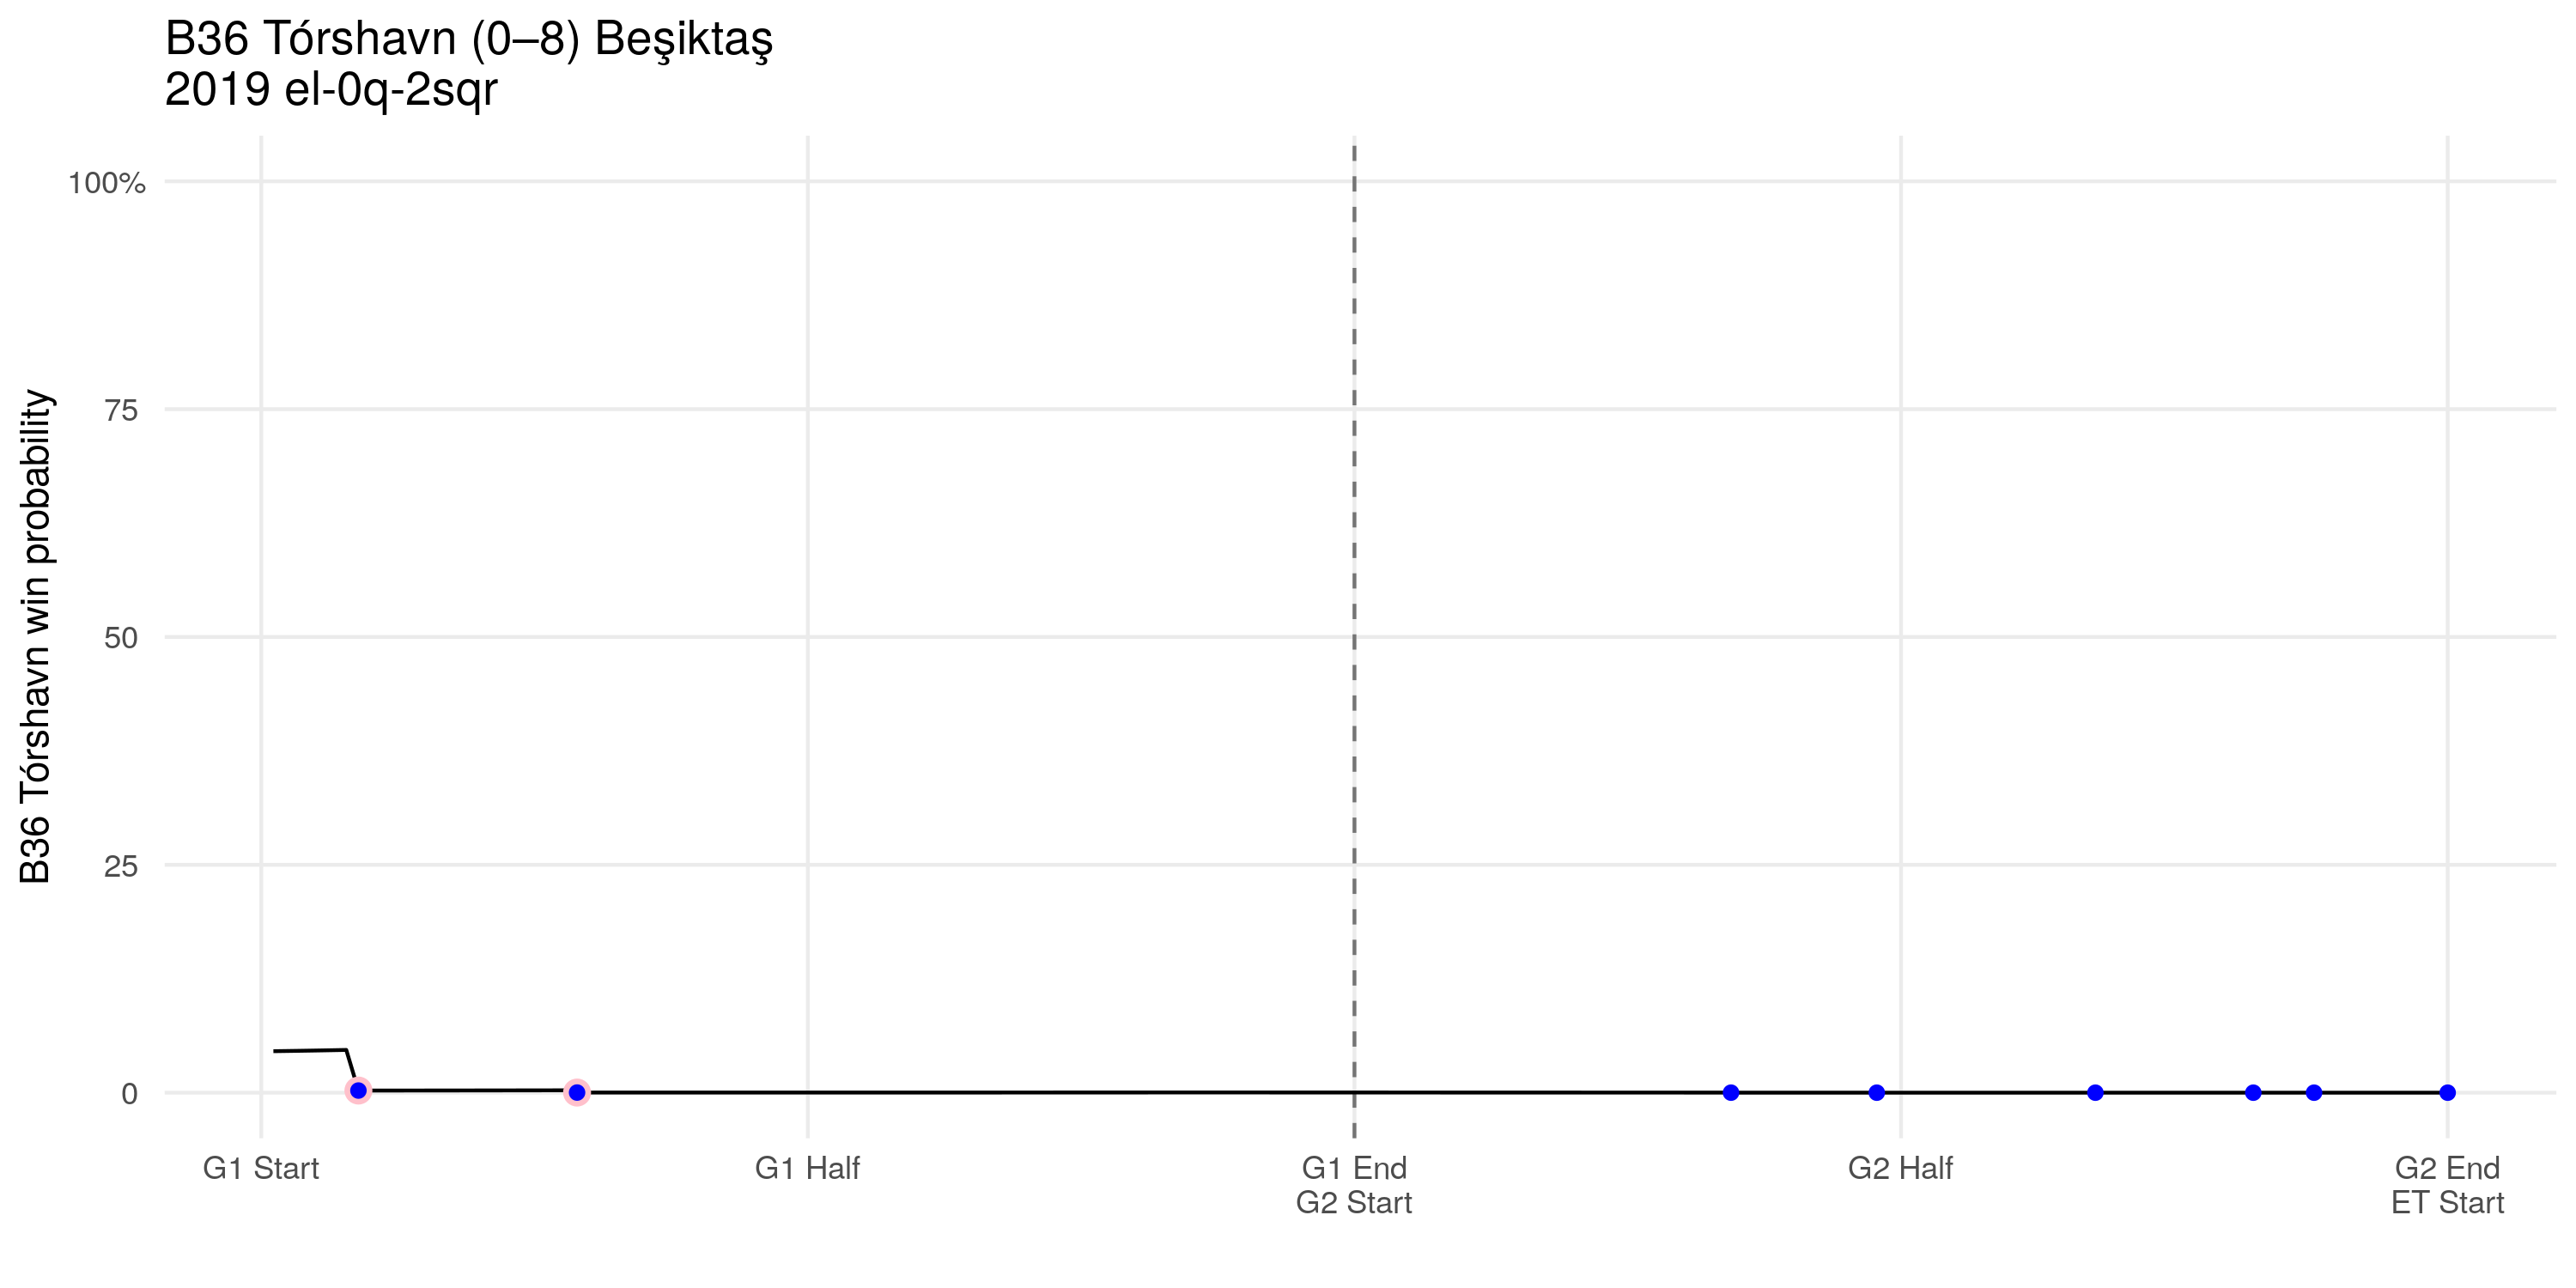 B36 Tórshavn (0–8) Beşiktaş
2019 el-0q-2sqr
B36 Tórshavn win probability
100%
75
50
25
0
G1 Start
G1 Half
G1 End
G2 Start
G2 Half
G2 End
ET Start